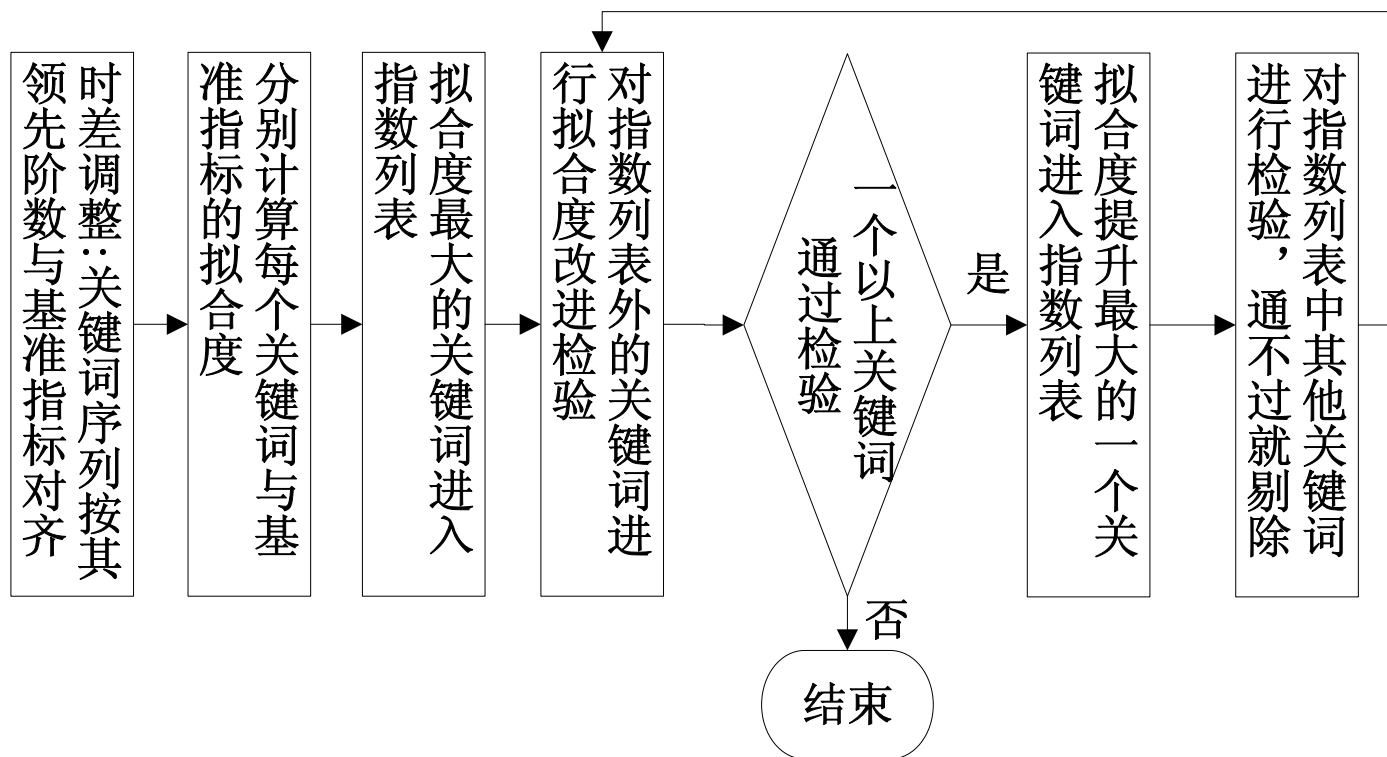 时差调整：关键词序列按其
领先阶数与基准指标对齐
分别计算每个关键词与基
准指标的拟合度
拟合度最大的关键词进入
指数列表
对指数列表外的关键词进
行拟合度改进检验
一个以上关键词
通过检验
是
否
结束
拟合度提升最大的一个关
键词进入指数列表
对指数列表中其他关键词
进行检验，通不过就剔除